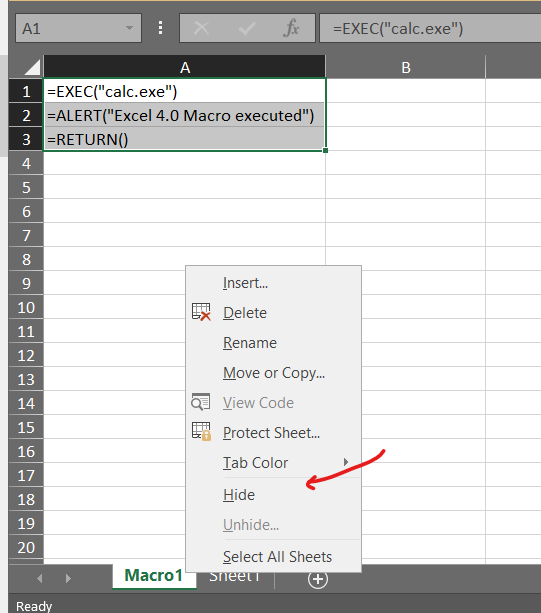 A1 fx =EXEC("calc.exe")
A B
1 =EXEC("calc.exe")
2 =ALERT("Excel 4.0 Macro executed")
3 =RETURN()
4
5
6
7
8
9
10
11
12
13
14
15
16
17
18
19
20
Insert...
Delete
Rename
Move or Copy...
View Code
Protect Sheet...
Tab Color
Hide
Unhide...
Select All Sheets
Macro1 Sheet1
Ready